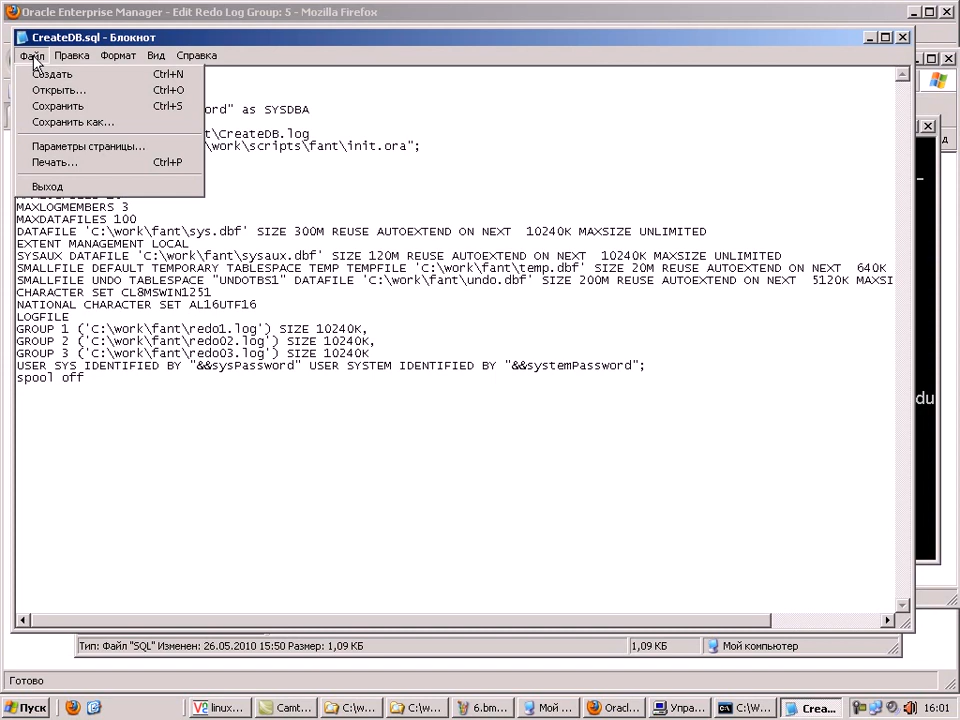 Oracle Enterprise Manager - Edit Redo Log Group: 5 - Mozilla Firefox
CreateDB.sql - Блокнот
Файл Правка Формат Вид Справка
Создать Ctrl+N
Открыть... Ctrl+O
Сохранить Ctrl+S
Сохранить как...
Параметры страницы...
Печать... Ctrl+P
Выход
ord" as SYSDBA
t\CreateDB.log
work\scripts\fant\init.ora";
MAXLOGMEMBERS 3
MAXDATAFILES 100
DATAFILE 'C:\work\fant\sys.dbf' SIZE 300M REUSE AUTOEXTEND ON NEXT 10240K MAXSIZE UNLIMITED
EXTENT MANAGEMENT LOCAL
SYSAUX DATAFILE 'C:\work\fant\sysaux.dbf' SIZE 120M REUSE AUTOEXTEND ON NEXT 10240K MAXSIZE UNLIMITED
SMALLFILE DEFAULT TEMPORARY TABLESPACE TEMP TEMPFILE 'C:\work\fant\temp.dbf' SIZE 20M REUSE AUTOEXTEND ON NEXT 640K
SMALLFILE UNDO TABLESPACE "UNDOTBS1" DATAFILE 'C:\work\fant\undo.dbf' SIZE 200M REUSE AUTOEXTEND ON NEXT 5120K MAXSI
CHARACTER SET CL8MSWIN1251
NATIONAL CHARACTER SET AL16UTF16
LOGFILE
GROUP 1 ('C:\work\fant\redo1.log') SIZE 10240K,
GROUP 2 ('C:\work\fant\redo02.log') SIZE 10240K,
GROUP 3 ('C:\work\fant\redo03.log') SIZE 10240K
USER SYS IDENTIFIED BY "&&sysPassword" USER SYSTEM IDENTIFIED BY "&&systemPassword";
spool off
du
Тип: Файл "SQL" Изменен: 26.05.2010 15:50 Размер: 1,09 КБ 1,09 КБ Мой компьютер
Готово
Пуск linux... Camt... C:\w... C:\w... 6.bm... Мой ... Oracl... Упра... C:\W... Crea... 16:01